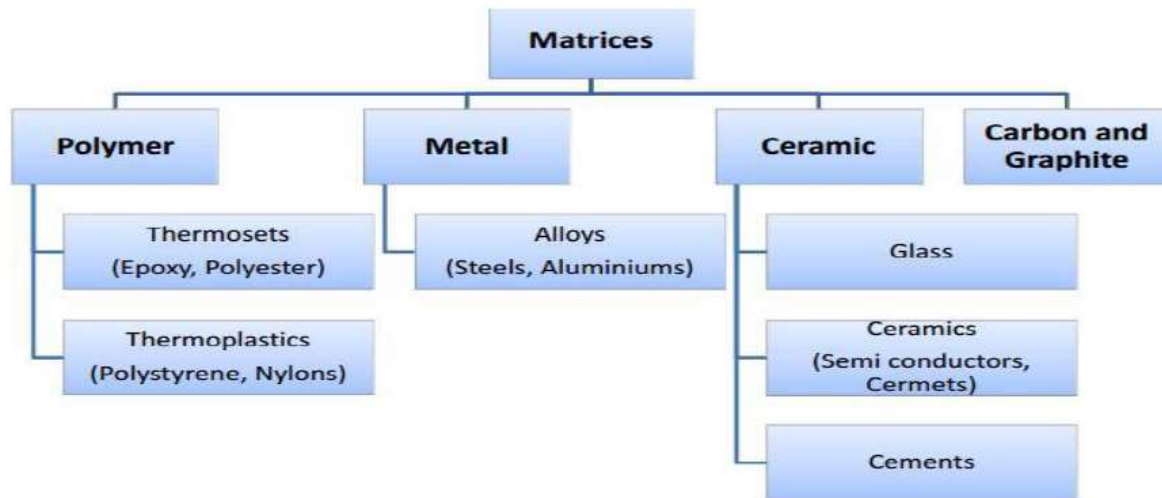 Matrices
Polymer
Metal
Ceramic
Carbon and
Graphite
Thermosets
(Epoxy, Polyester)
Alloys
(Steels, Aluminiums)
Glass
Thermoplastics
(Polystyrene, Nylons)
Ceramics
(Semi conductors,
Cermets)
Cements